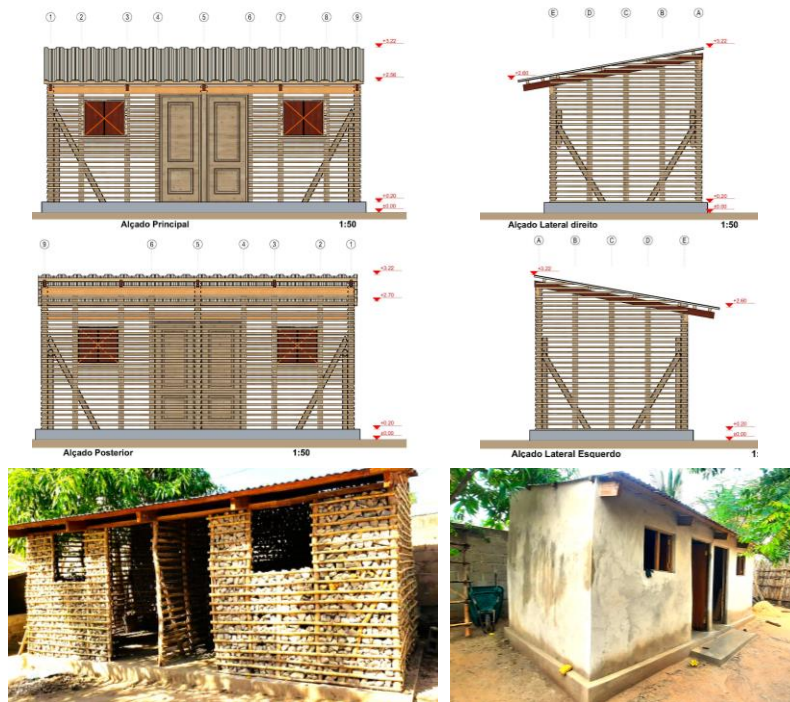 1 2 3 4 5 6 7 8 9
+3.22
+0.20
±0.00
Alçado Principal 1:50
E D C B A
+3.22
+2.60
+0.20
±0.00
Alçado Lateral direito 1:50
9 6 5 4 3 2 1
+3.22
+2.70
+0.20
±0.00
Alçado Posterior 1:50
A B C D E
+3.22
+2.60
+0.20
±0.00
Alçado Lateral Esquerdo 1: